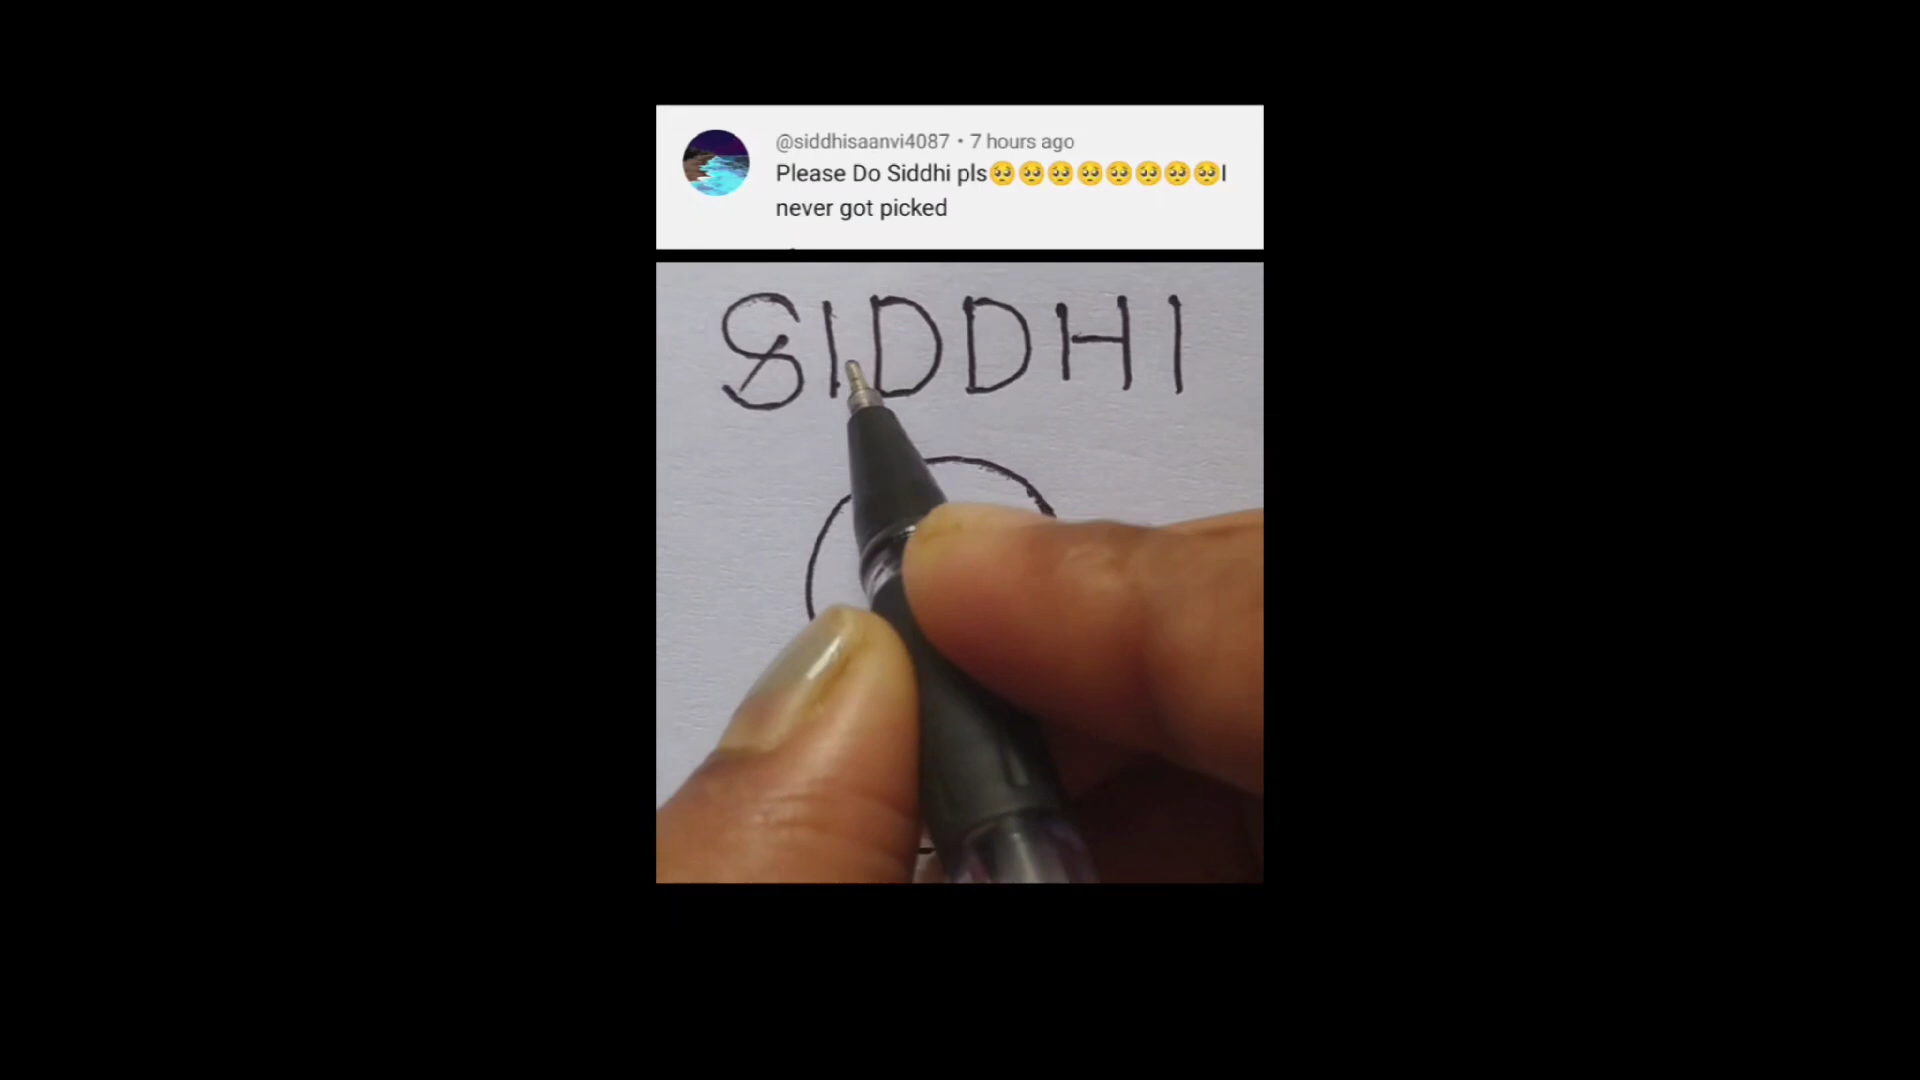 @siddhisaanvi4087 • 7 hours ago
Please Do Siddhi pls🥺🥺🥺🥺🥺🥺🥺🥺I
never got picked
SIDDHI